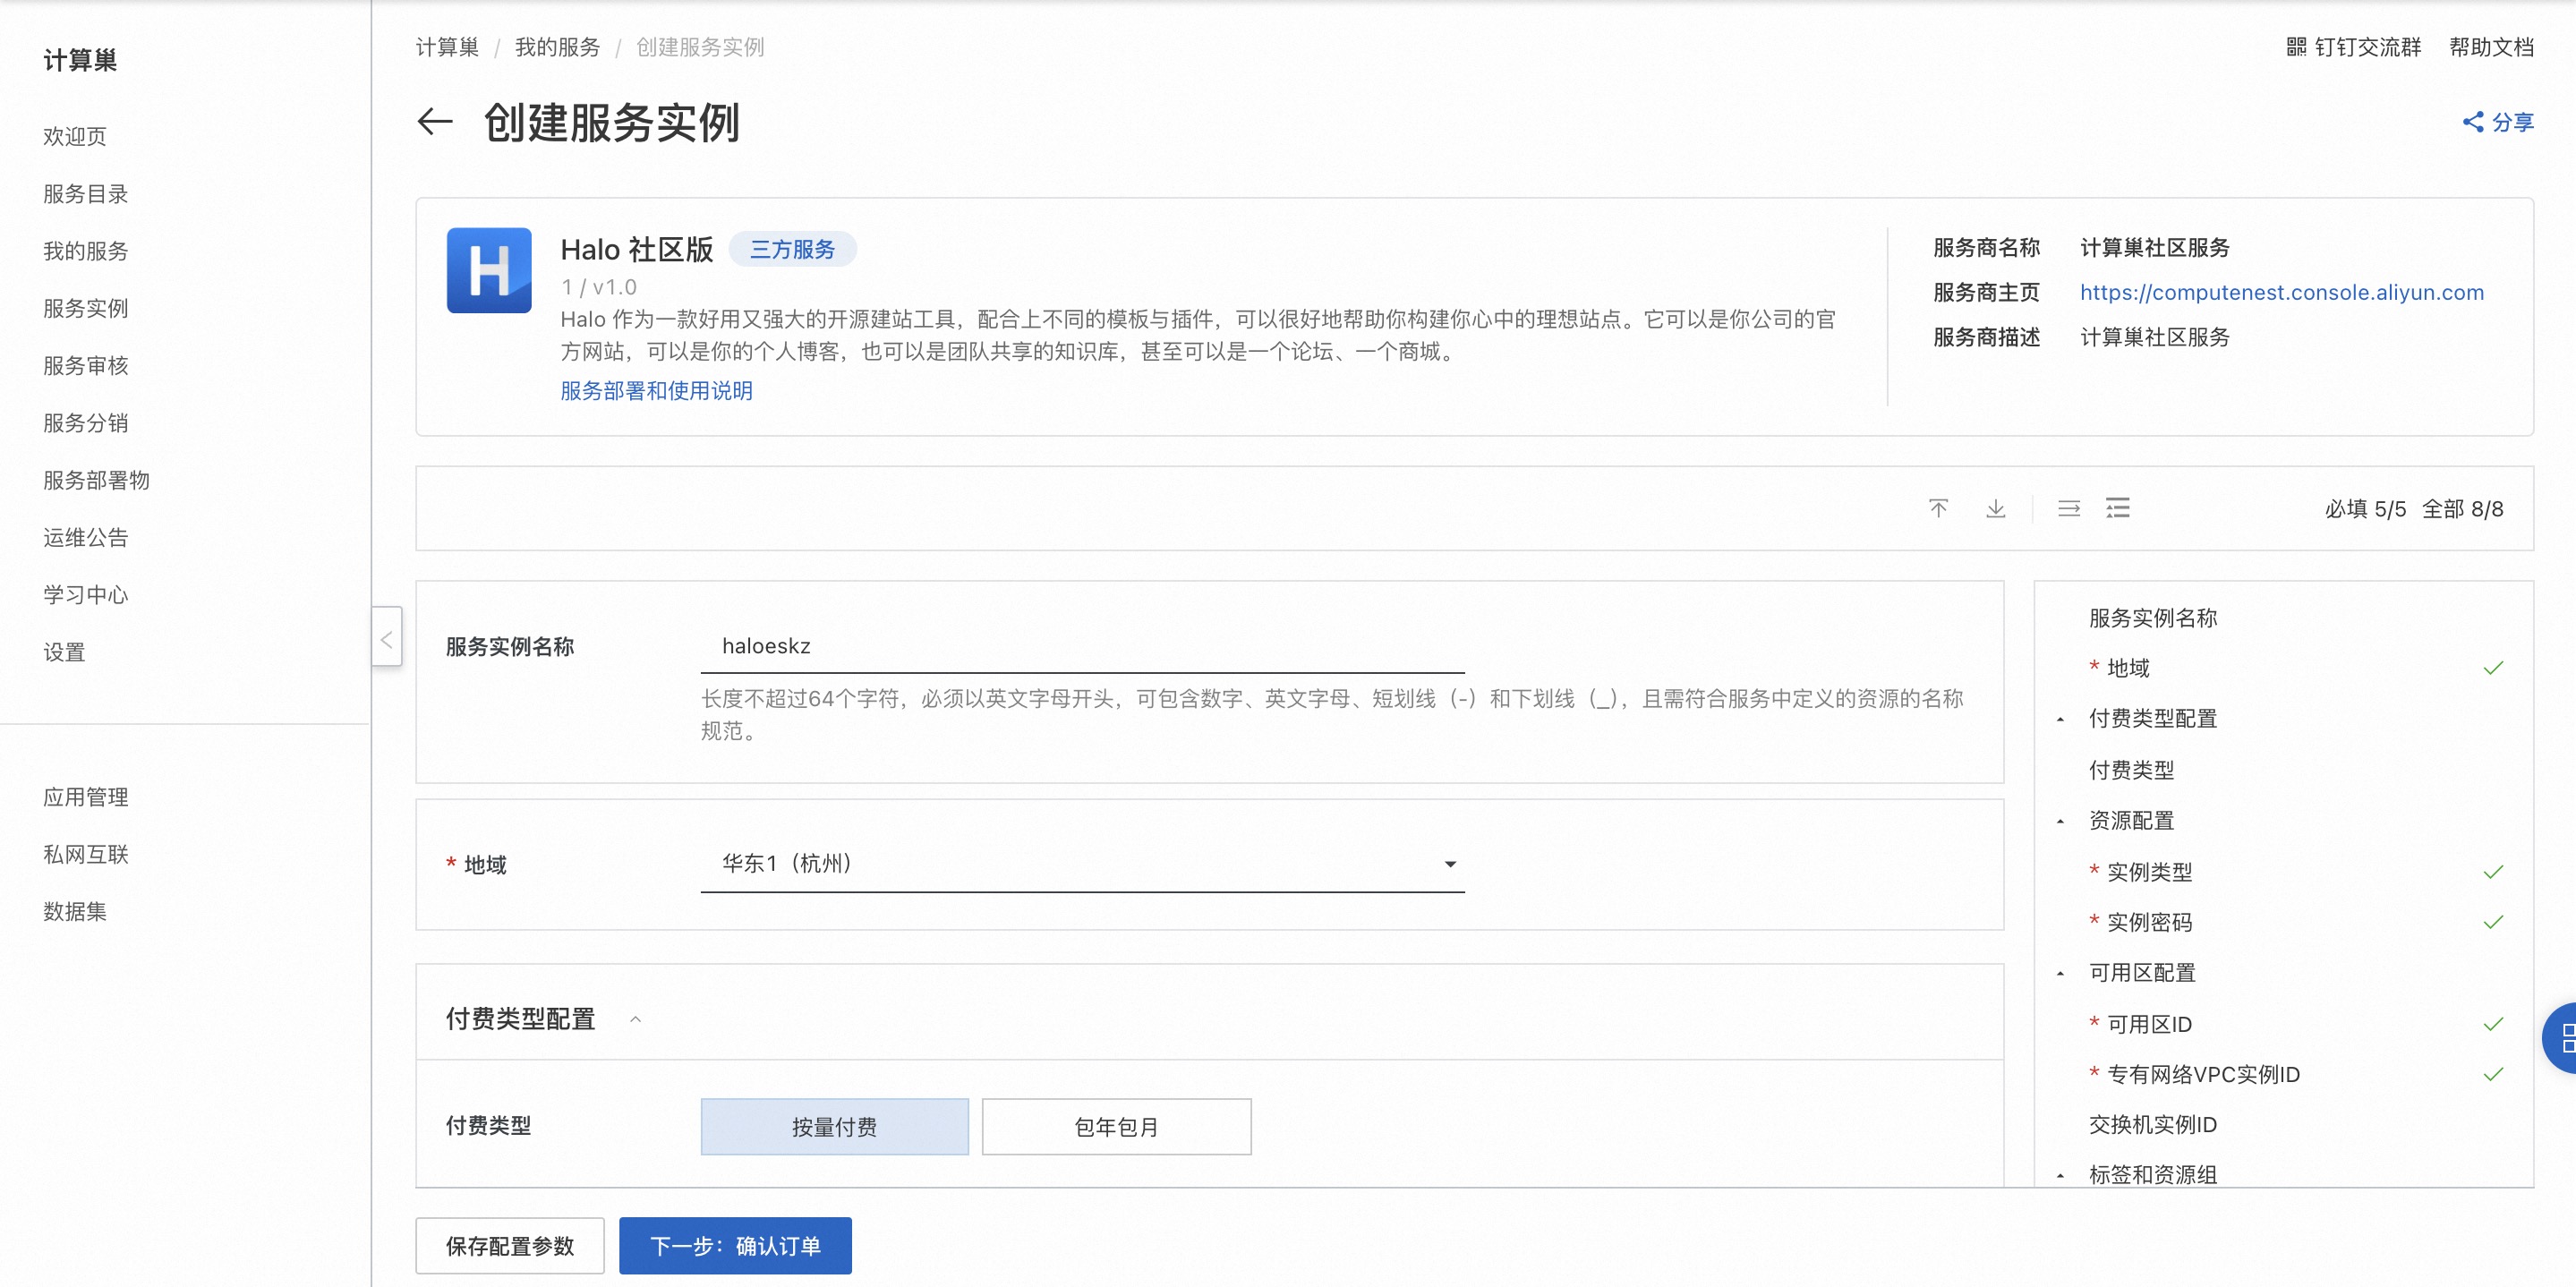 计算巢
欢迎页
服务目录
我的服务
服务实例
服务审核
服务分销
服务部署物
运维公告
学习中心
设置
应用管理
私网互联
数据集
计算巢 / 我的服务 / 创建服务实例
钉钉交流群 帮助文档
创建服务实例
分享
H
Halo 社区版 三方服务
1 / v1.0
Halo 作为一款好用又强大的开源建站工具，配合上不同的模板与插件，可以很好地帮助你构建你心中的理想站点。它可以是你公司的官
方网站，可以是你的个人博客，也可以是团队共享的知识库，甚至可以是一个论坛、一个商城。
服务部署和使用说明
服务商名称 计算巢社区服务
服务商主页 https://computenest.console.aliyun.com
服务商描述 计算巢社区服务
必填 5/5 全部 8/8
服务实例名称 haloeskz
长度不超过64个字符，必须以英文字母开头，可包含数字、英文字母、短划线（-）和下划线（_），且需符合服务中定义的资源的名称
规范。
* 地域 华东1（杭州）
付费类型配置
付费类型 按量付费 包年包月
服务实例名称
* 地域
付费类型配置
付费类型
资源配置
* 实例类型
* 实例密码
可用区配置
* 可用区ID
* 专有网络VPC实例ID
交换机实例ID
标签和资源组
保存配置参数 下一步：确认订单